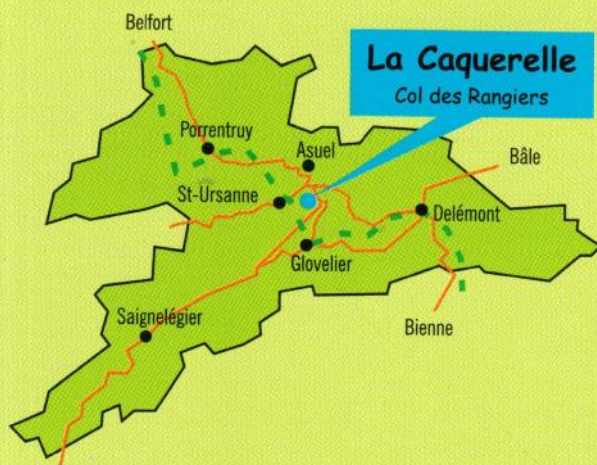 Belfort
La Caquerelle
Col des Rangiers
Porrentruy
Asuel
Bâle
St-Ursanne
Delémont
Glovelier
Saignelégier
Bienne